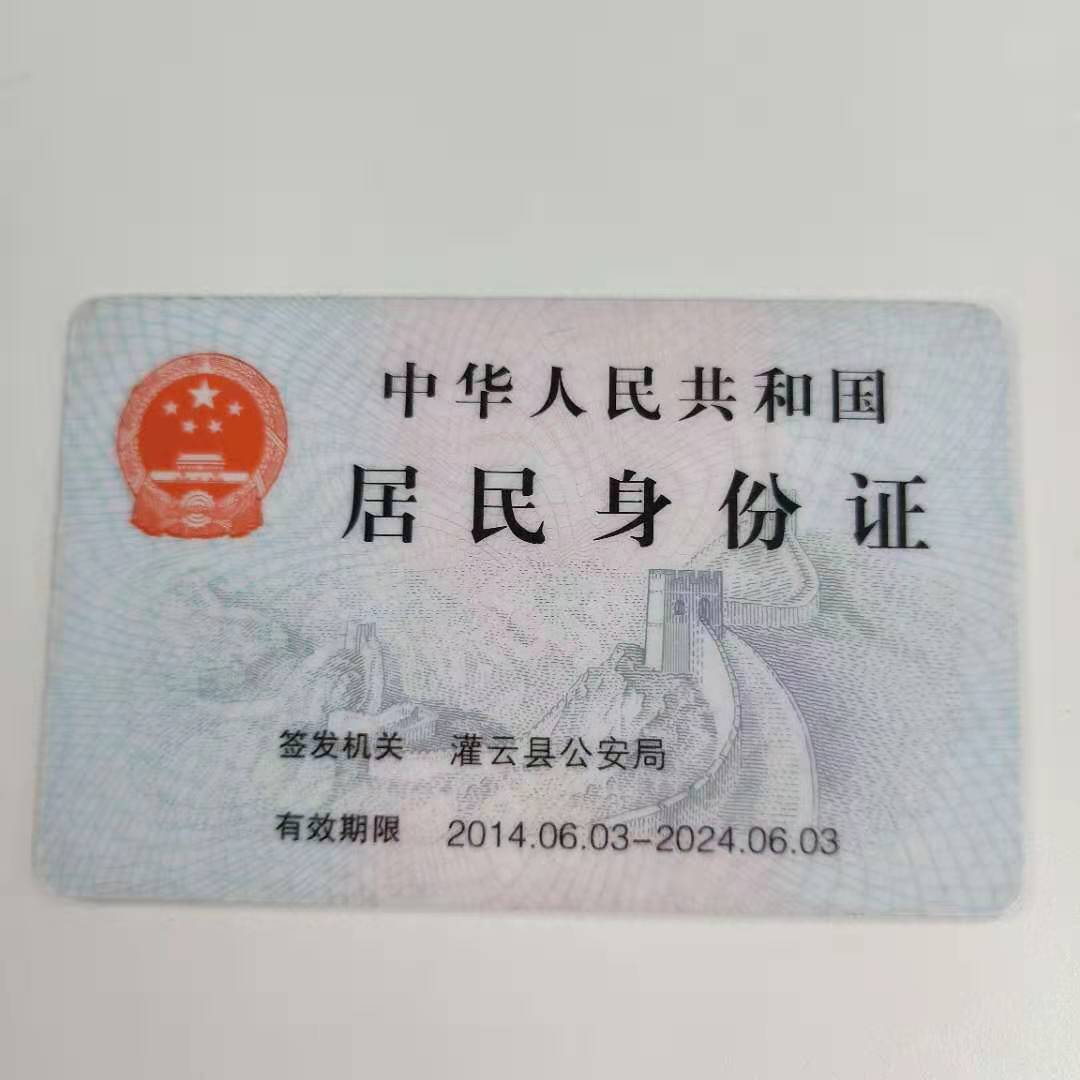 中华人民共和国
居民身份证
签发机关 灌云县公安局
有效期限 2014.06.03-2024.06.03